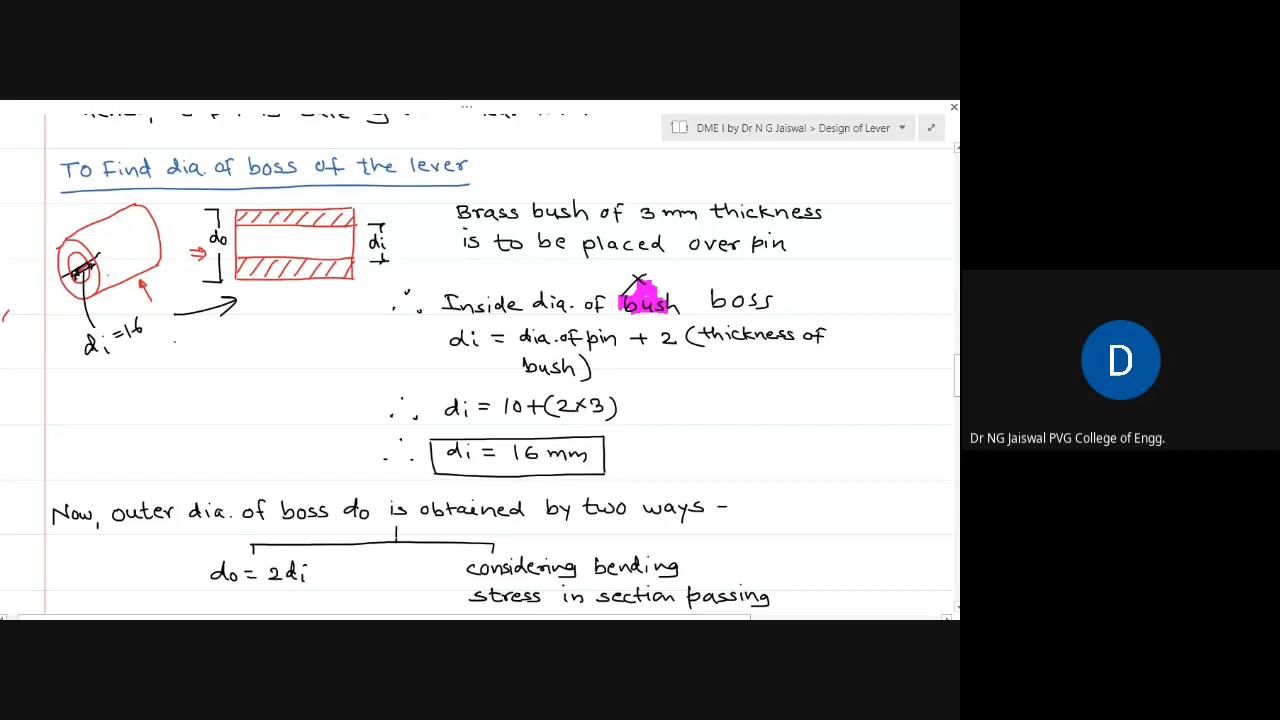 DME I by Dr N G Jaiswal > Design of Lever
To Find dia. of boss of the lever
do
di
di = 16
Brass bush of 3 mm thickness
is to be placed over pin
∴ Inside dia. of bush boss
di = dia. of pin + 2 (thickness of
bush)
∴ di = 10+(2×3)
∴ di = 16 mm
Now, outer dia. of boss do is obtained by two ways -
do = 2di
considering bending
stress in section passing
D
Dr NG Jaiswal PVG College of Engg.